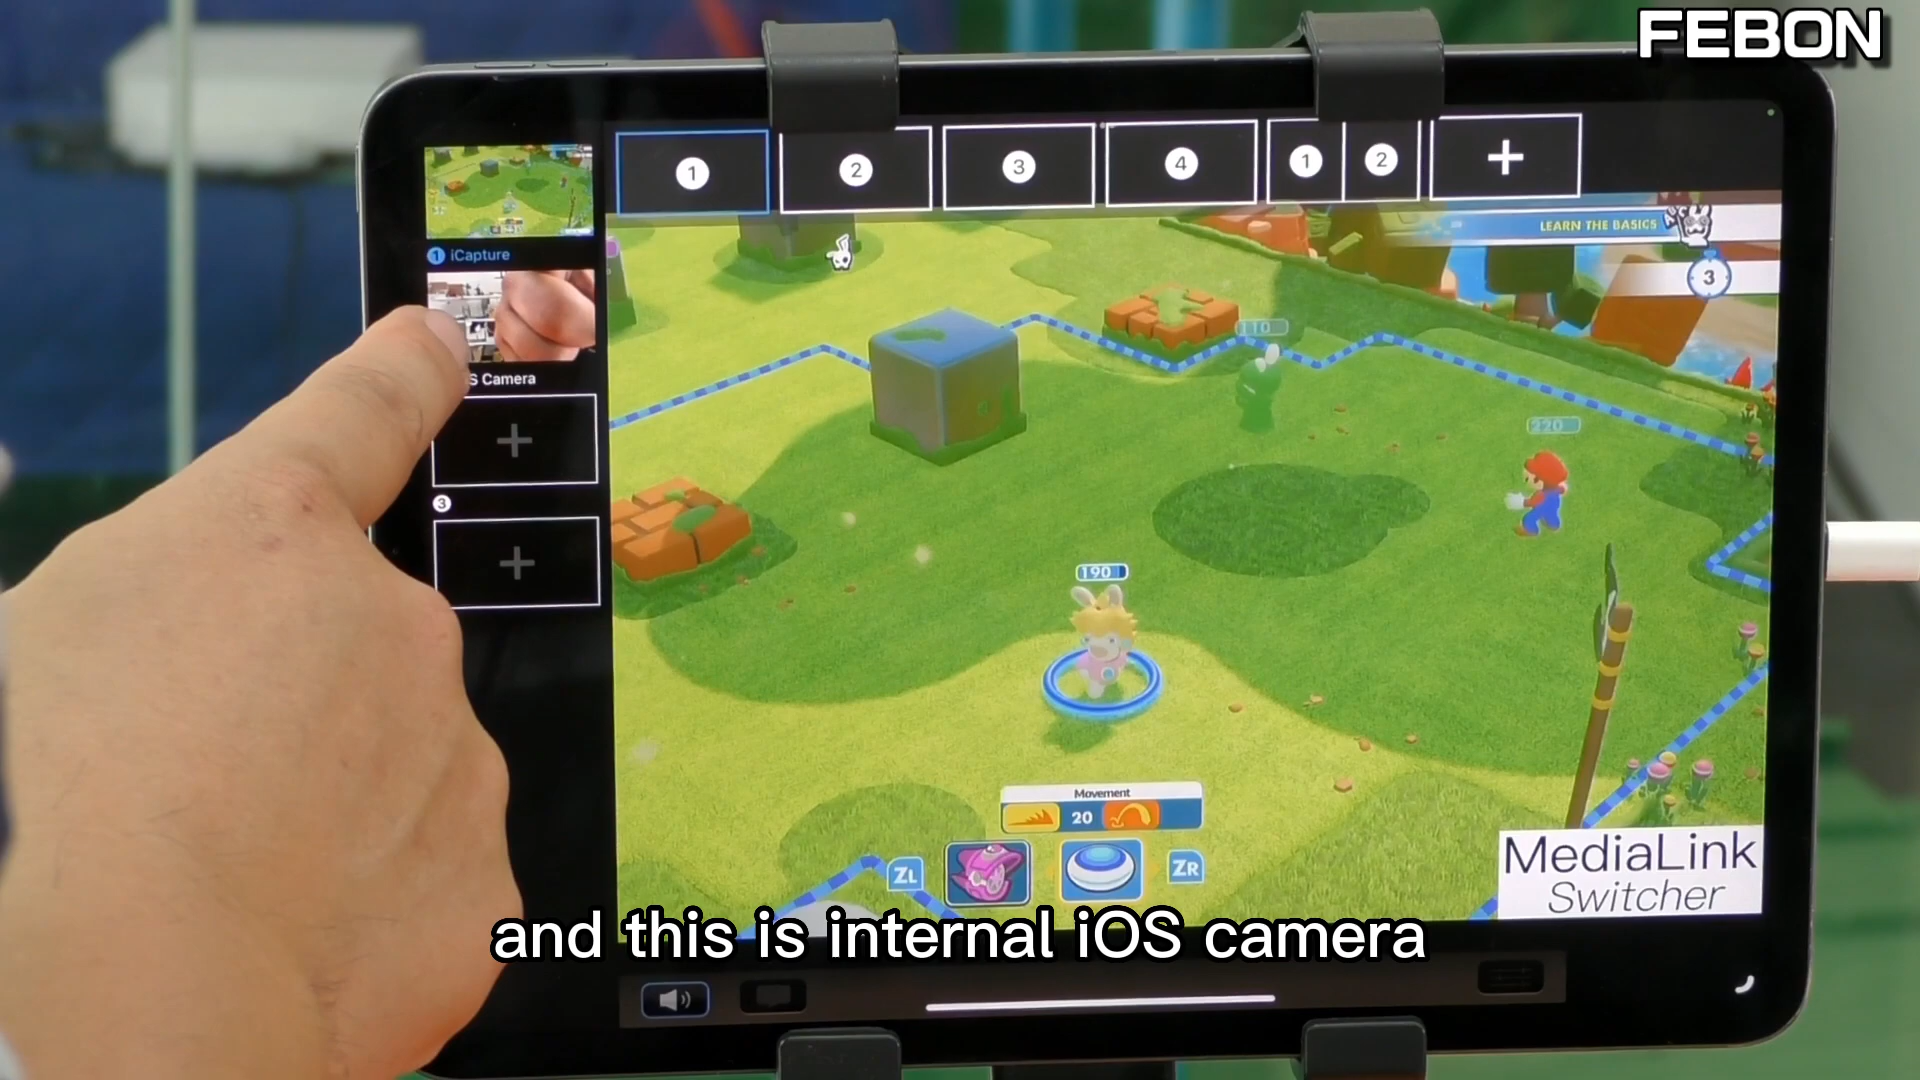 FEBON
1
2
3
4
1 2
LEARN THE BASICS
3
1 iCapture
S Camera
110
220
3
190
Movement
20
ZL
ZR
MediaLink
Switcher
and this is internal iOS camera